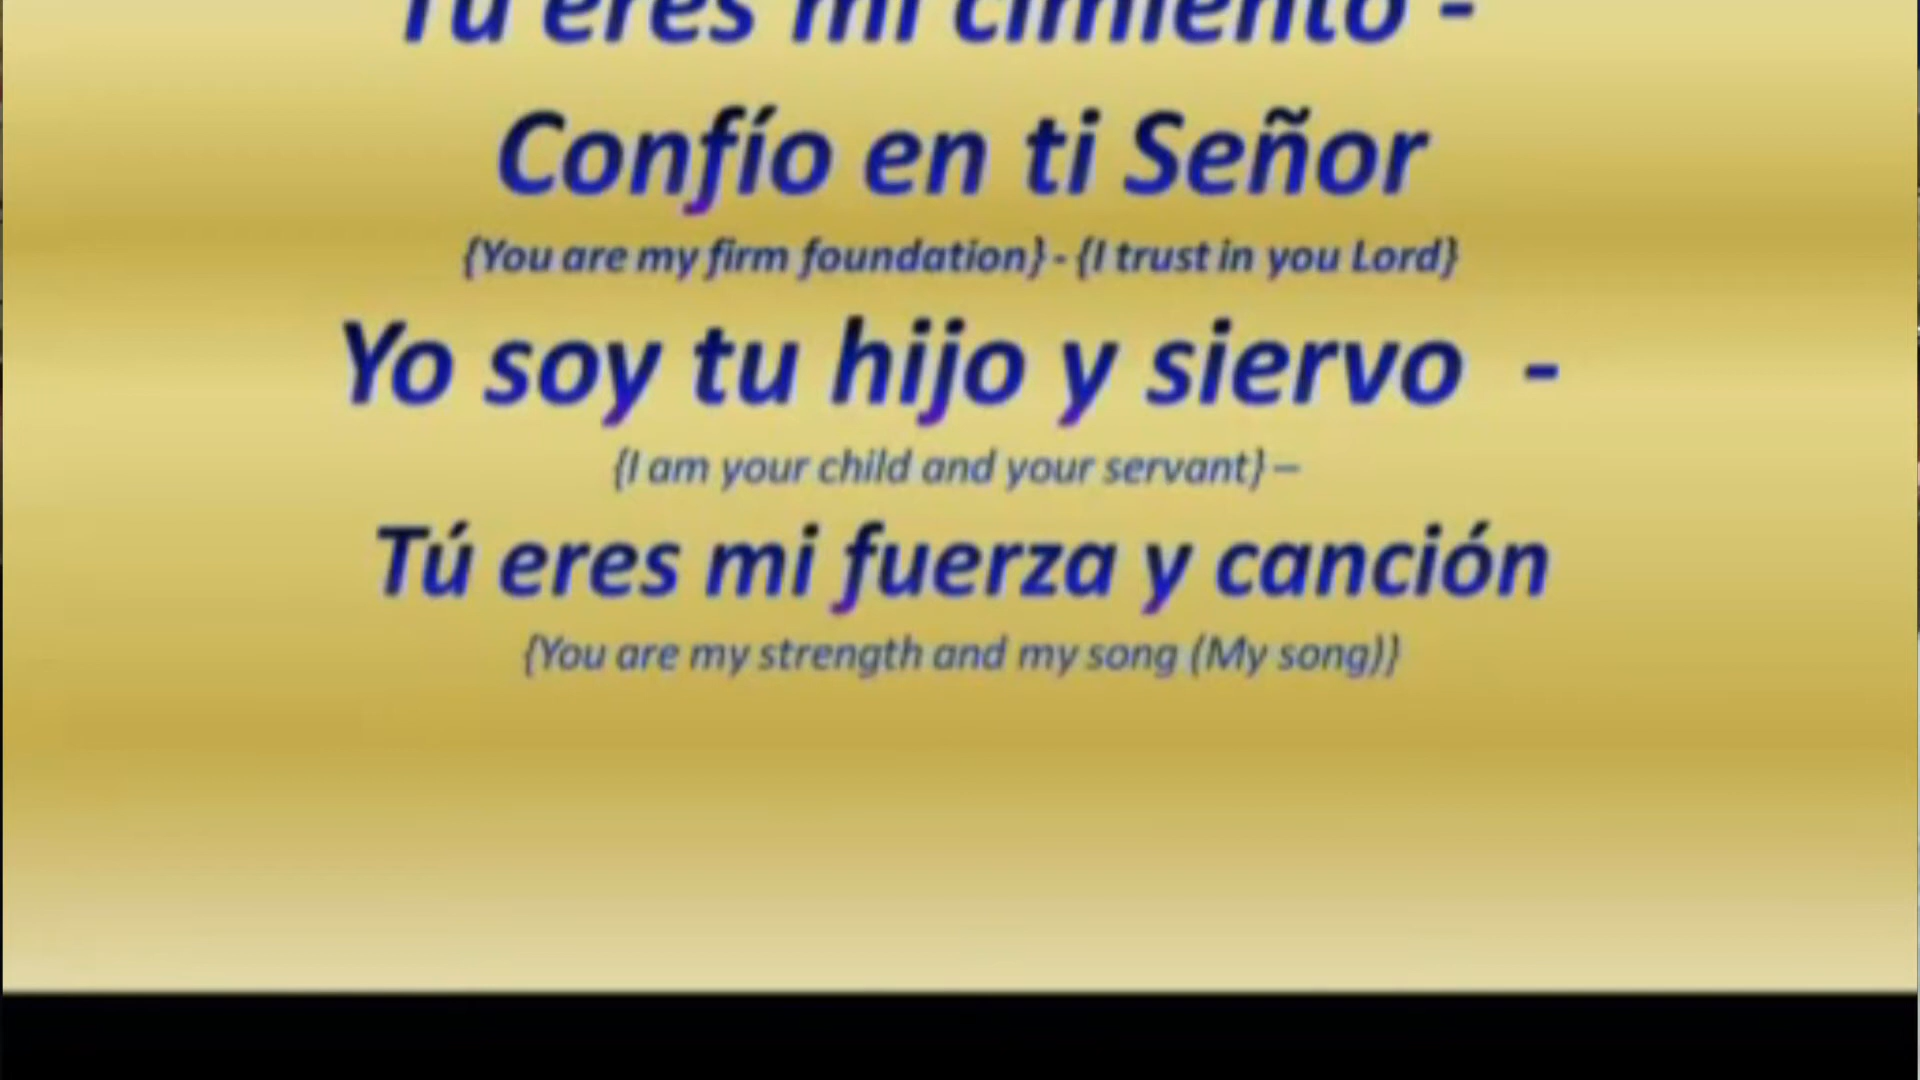 Tú eres mi cimiento -
Confío en ti Señor
{You are my firm foundation} - {I trust in you Lord}
Yo soy tu hijo y siervo -
{I am your child and your servant} –
Tú eres mi fuerza y canción
{You are my strength and my song (My song)}